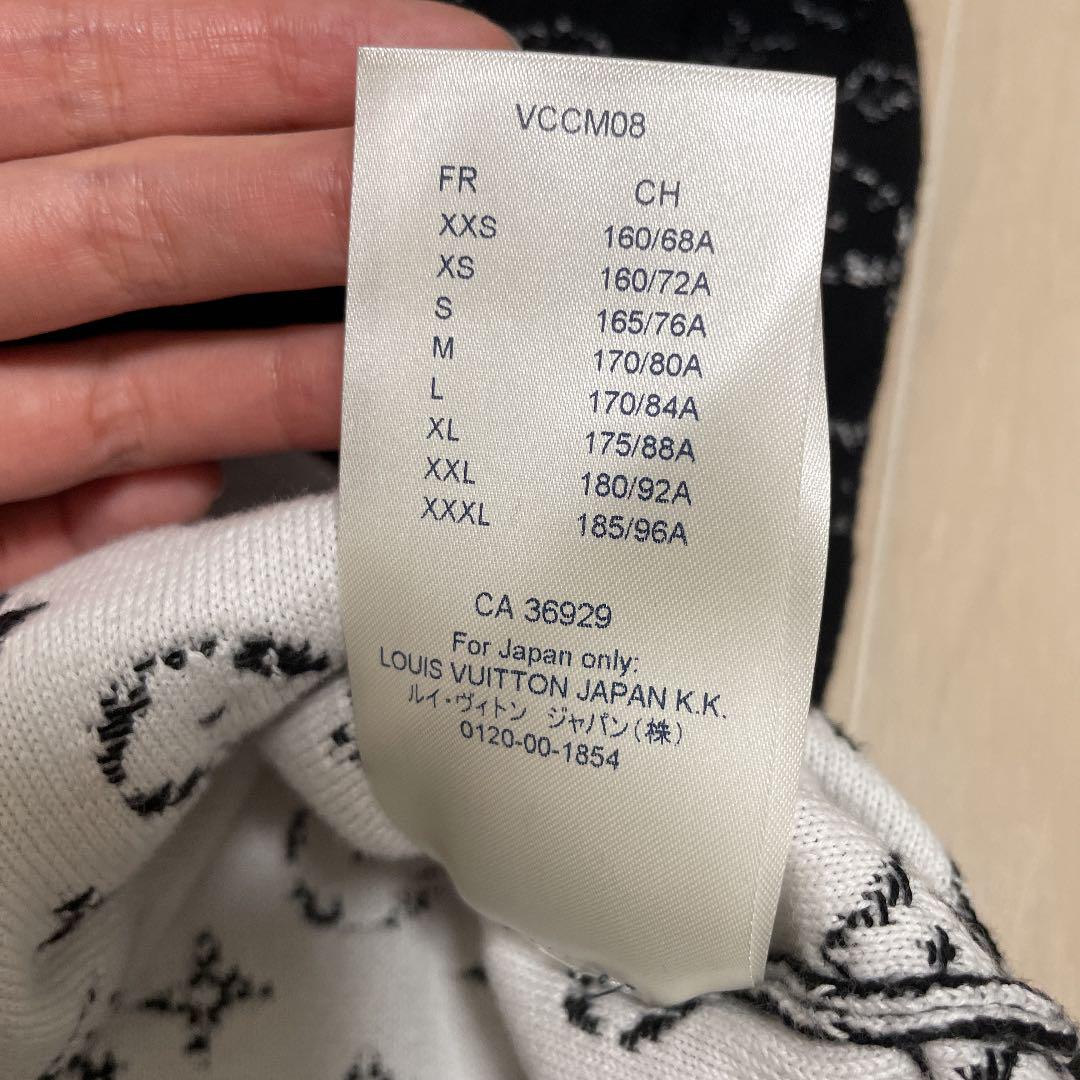 VCCM08
FR CH
XXS 160/68A
XS 160/72A
S 165/76A
M 170/80A
L 170/84A
XL 175/88A
XXL 180/92A
XXXL 185/96A
CA 36929
For Japan only:
LOUIS VUITTON JAPAN K.K.
ルイ・ヴィトン ジャパン(株)
0120-00-1854